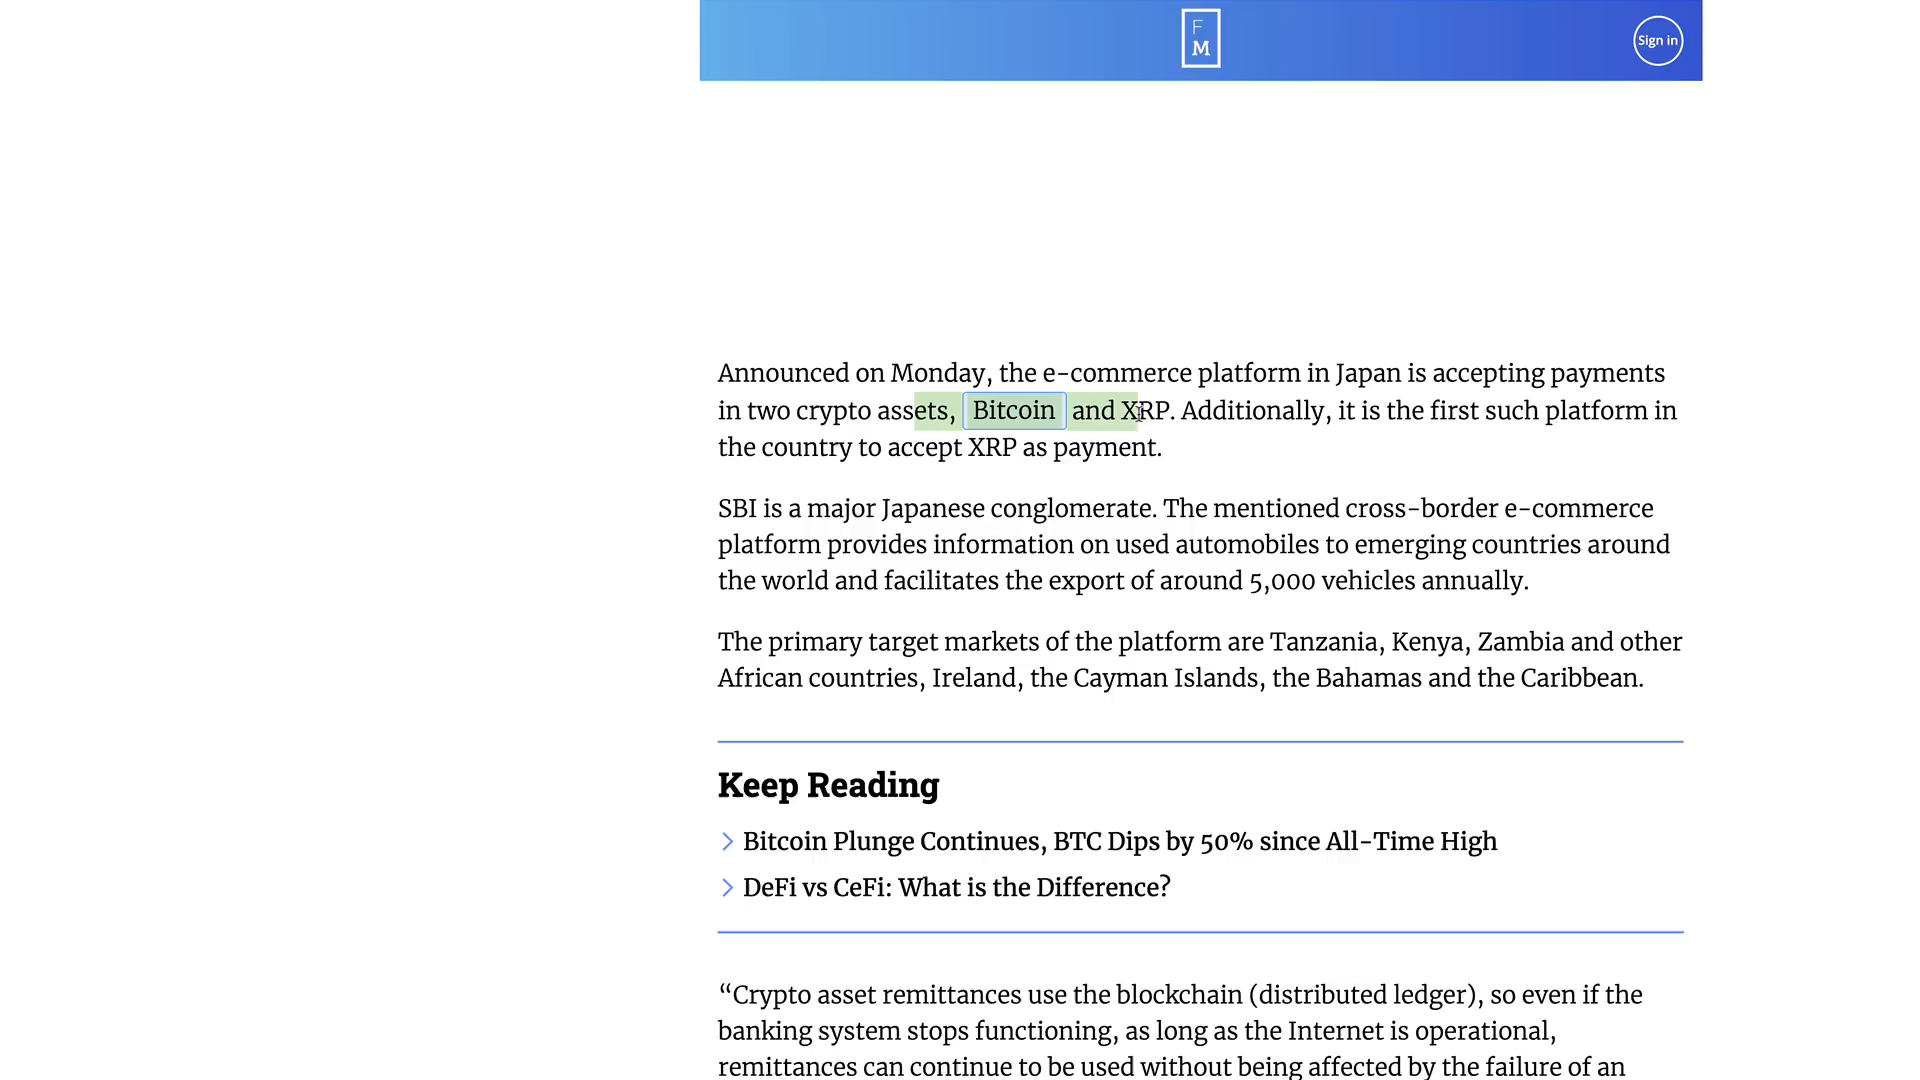 F
M
Sign in
Announced on Monday, the e-commerce platform in Japan is accepting payments
in two crypto assets, Bitcoin and XRP. Additionally, it is the first such platform in
the country to accept XRP as payment.
SBI is a major Japanese conglomerate. The mentioned cross-border e-commerce
platform provides information on used automobiles to emerging countries around
the world and facilitates the export of around 5,000 vehicles annually.
The primary target markets of the platform are Tanzania, Kenya, Zambia and other
African countries, Ireland, the Cayman Islands, the Bahamas and the Caribbean.
Keep Reading
Bitcoin Plunge Continues, BTC Dips by 50% since All-Time High
DeFi vs CeFi: What is the Difference?
“Crypto asset remittances use the blockchain (distributed ledger), so even if the
banking system stops functioning, as long as the Internet is operational,
remittances can continue to be used without being affected by the failure of an